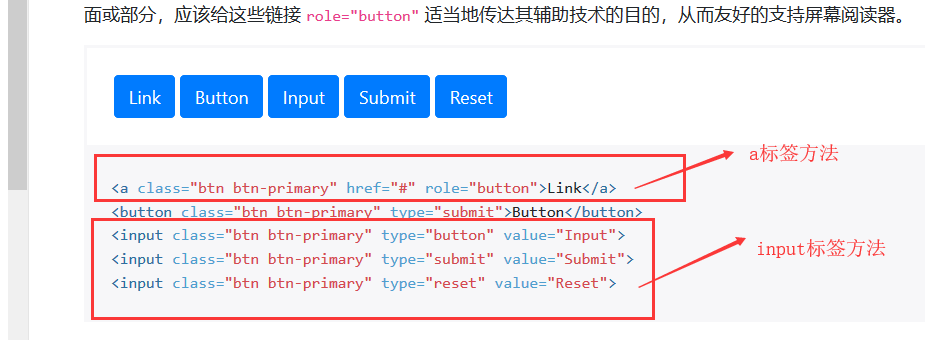 面或部分，应该给这些链接 role="button" 适当地传达其辅助技术的目的，从而友好的支持屏幕阅读器。
Link Button Input Submit Reset
a标签方法
<a class="btn btn-primary" href="#" role="button">Link</a>
<button class="btn btn-primary" type="submit">Button</button>
<input class="btn btn-primary" type="button" value="Input">
input标签方法
<input class="btn btn-primary" type="submit" value="Submit">
<input class="btn btn-primary" type="reset" value="Reset">